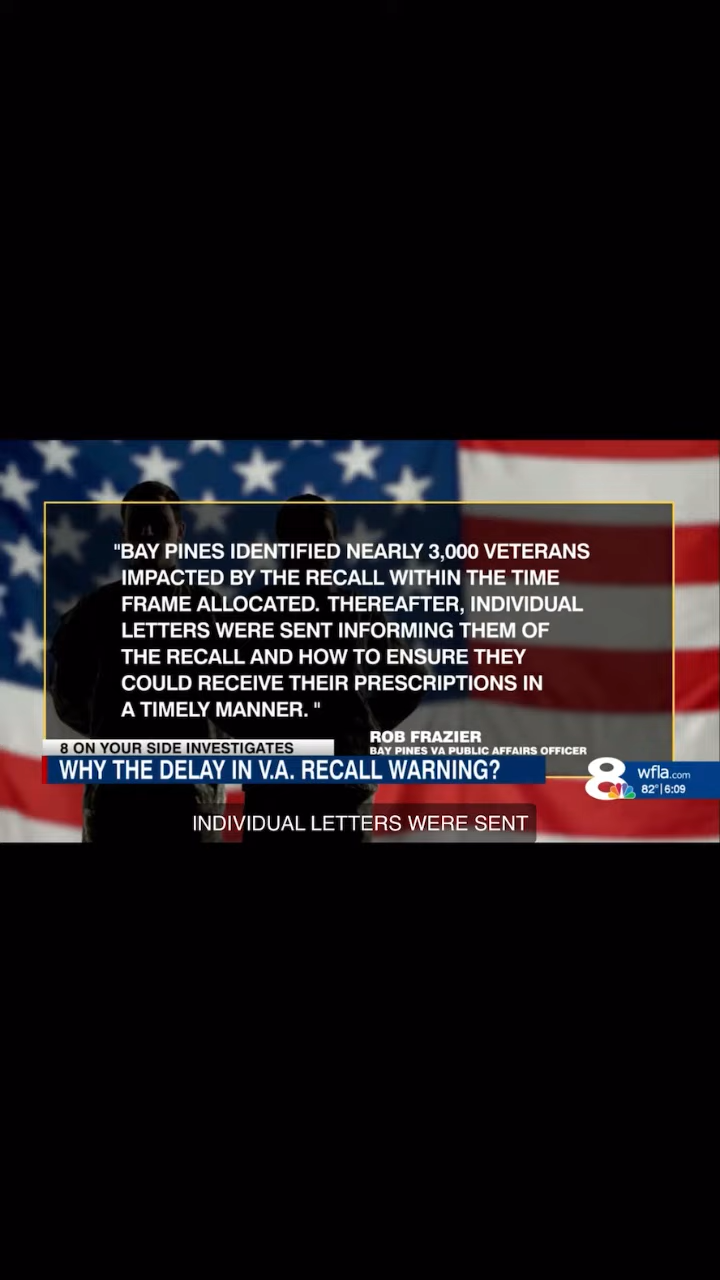 "BAY PINES IDENTIFIED NEARLY 3,000 VETERANS
IMPACTED BY THE RECALL WITHIN THE TIME
FRAME ALLOCATED. THEREAFTER, INDIVIDUAL
LETTERS WERE SENT INFORMING THEM OF
THE RECALL AND HOW TO ENSURE THEY
COULD RECEIVE THEIR PRESCRIPTIONS IN
A TIMELY MANNER. "
ROB FRAZIER
BAY PINES VA PUBLIC AFFAIRS OFFICER
8 ON YOUR SIDE INVESTIGATES
WHY THE DELAY IN V.A. RECALL WARNING?
8 wfla.com
82° | 6:09
INDIVIDUAL LETTERS WERE SENT